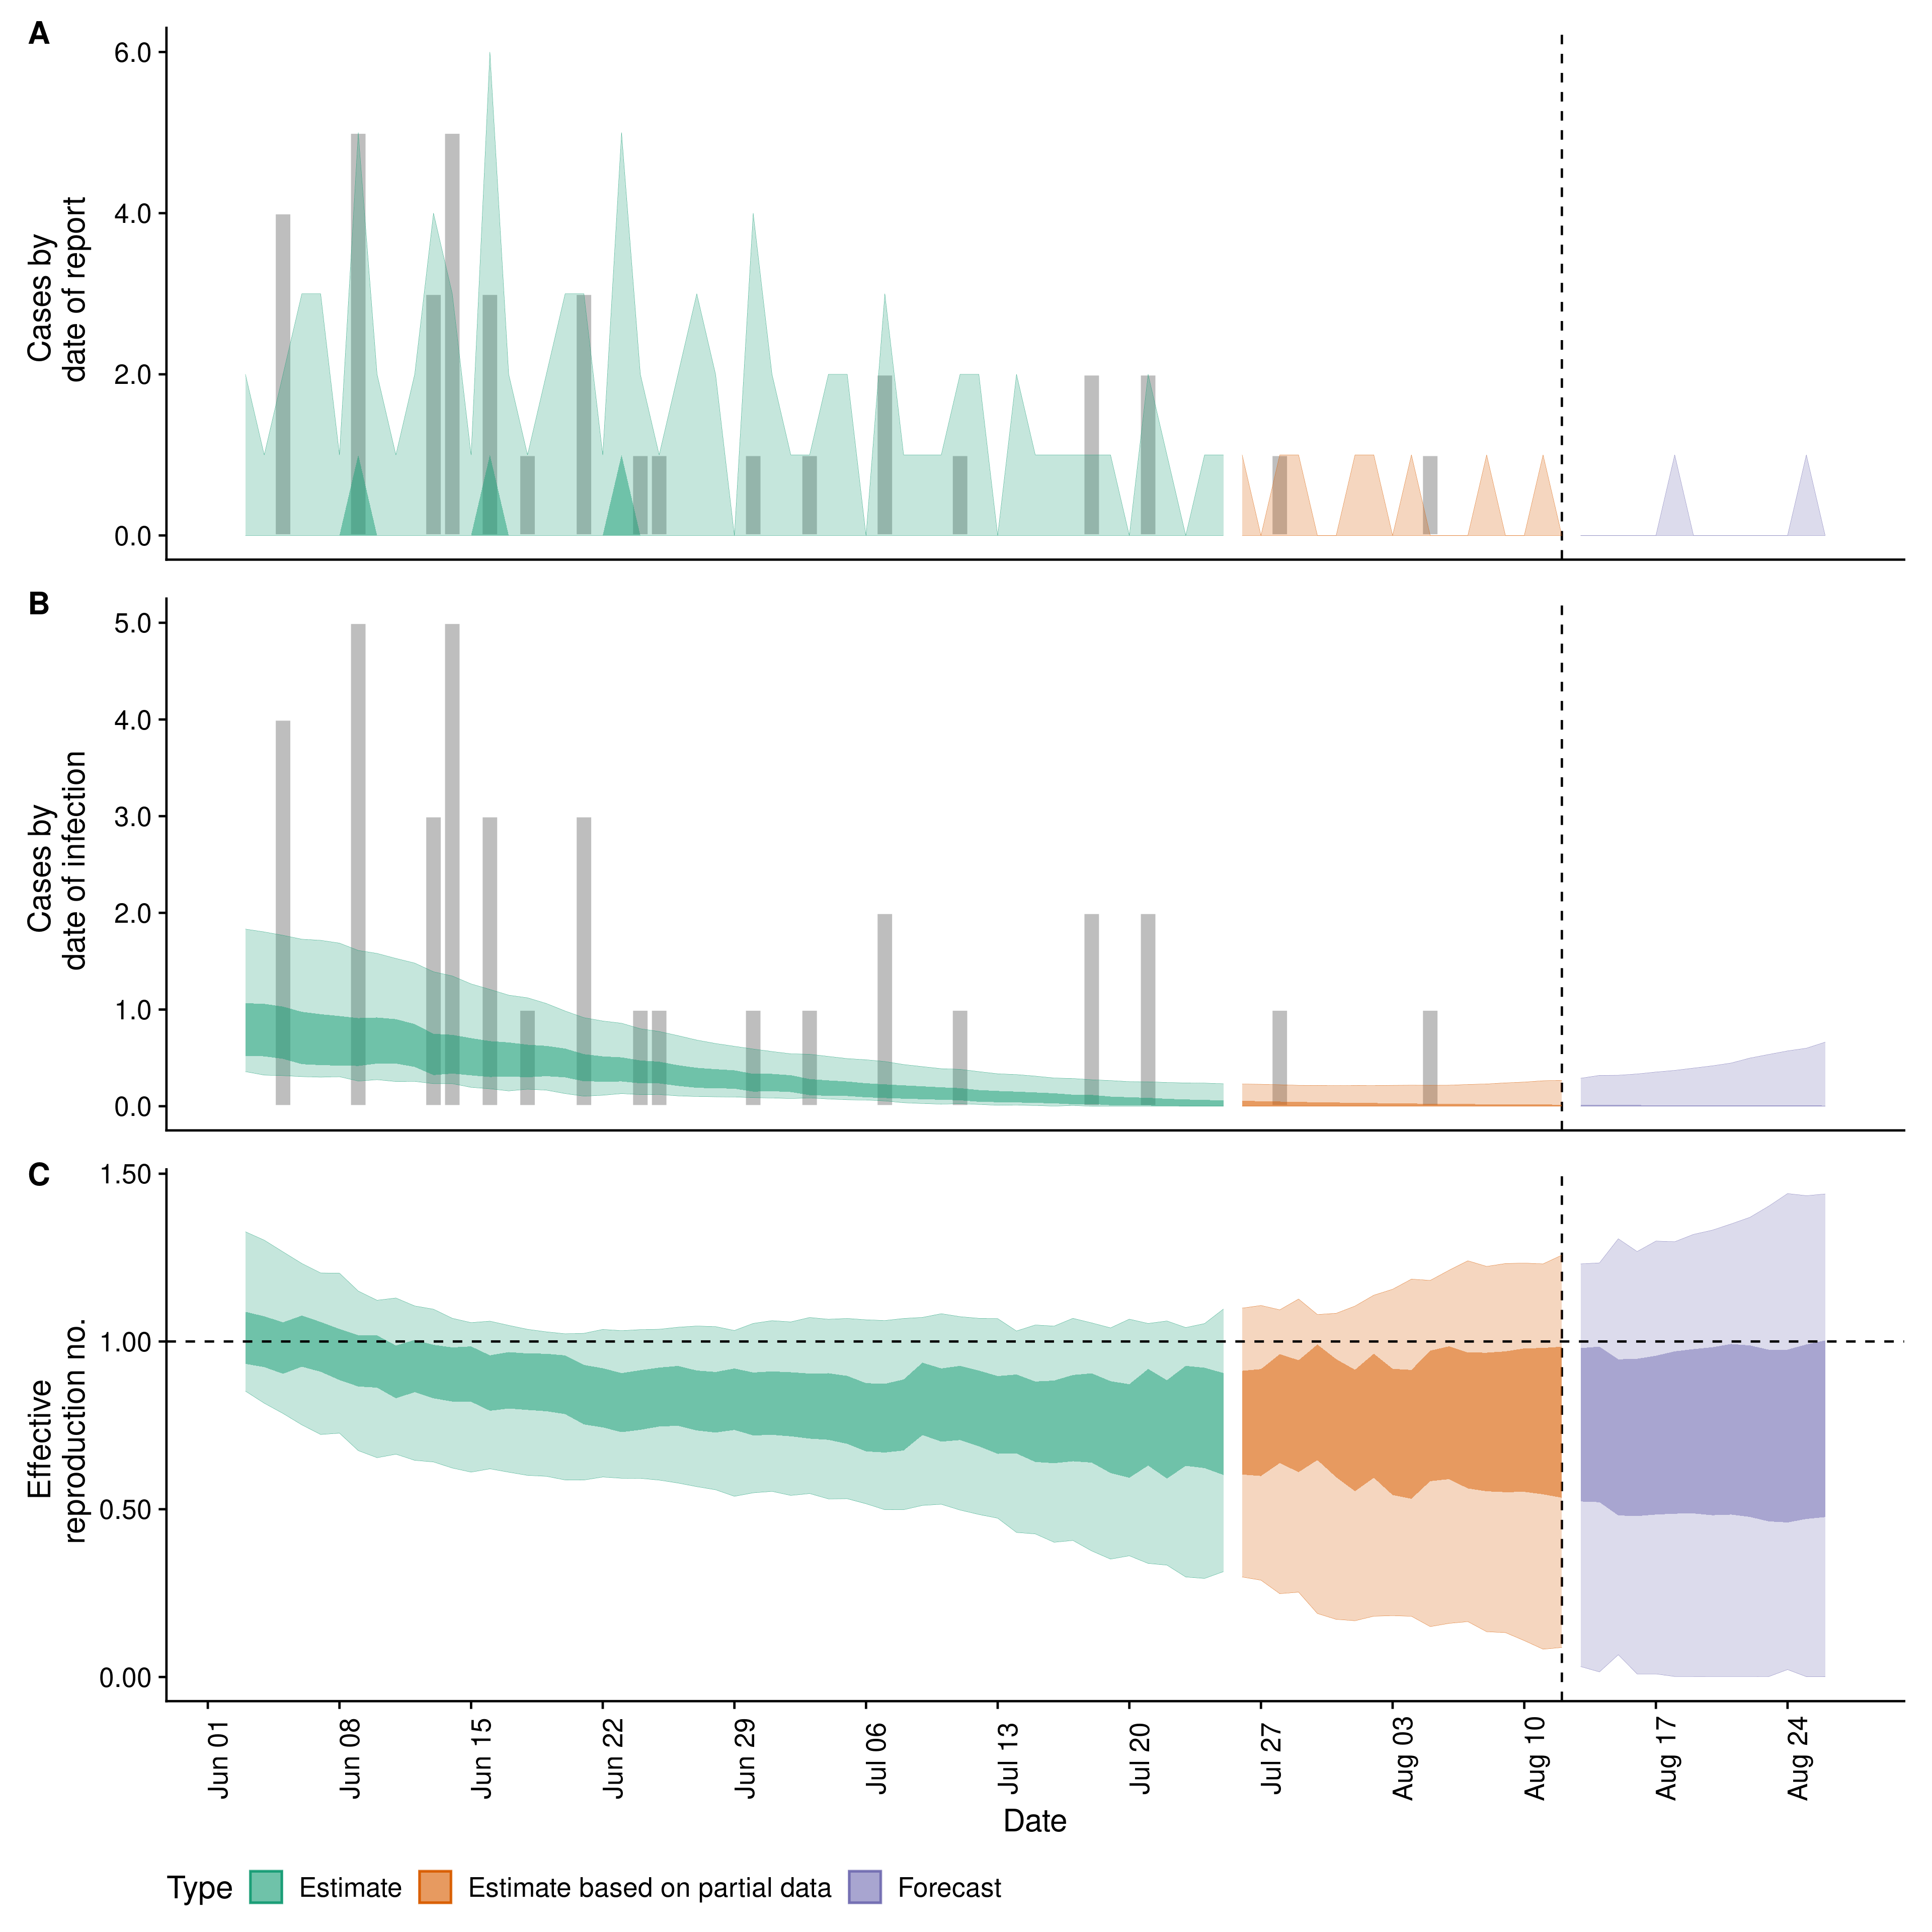 A
6.0
4.0
2.0
0.0
Cases by
date of report
B
5.0
4.0
3.0
2.0
1.0
0.0
Cases by
date of infection
C
1.50
1.00
0.50
0.00
Effective
reproduction no.
Jun 01
Jun 08
Jun 15
Jun 22
Jun 29
Jul 06
Jul 13
Jul 20
Jul 27
Aug 03
Aug 10
Aug 17
Aug 24
Date
Type Estimate Estimate based on partial data Forecast